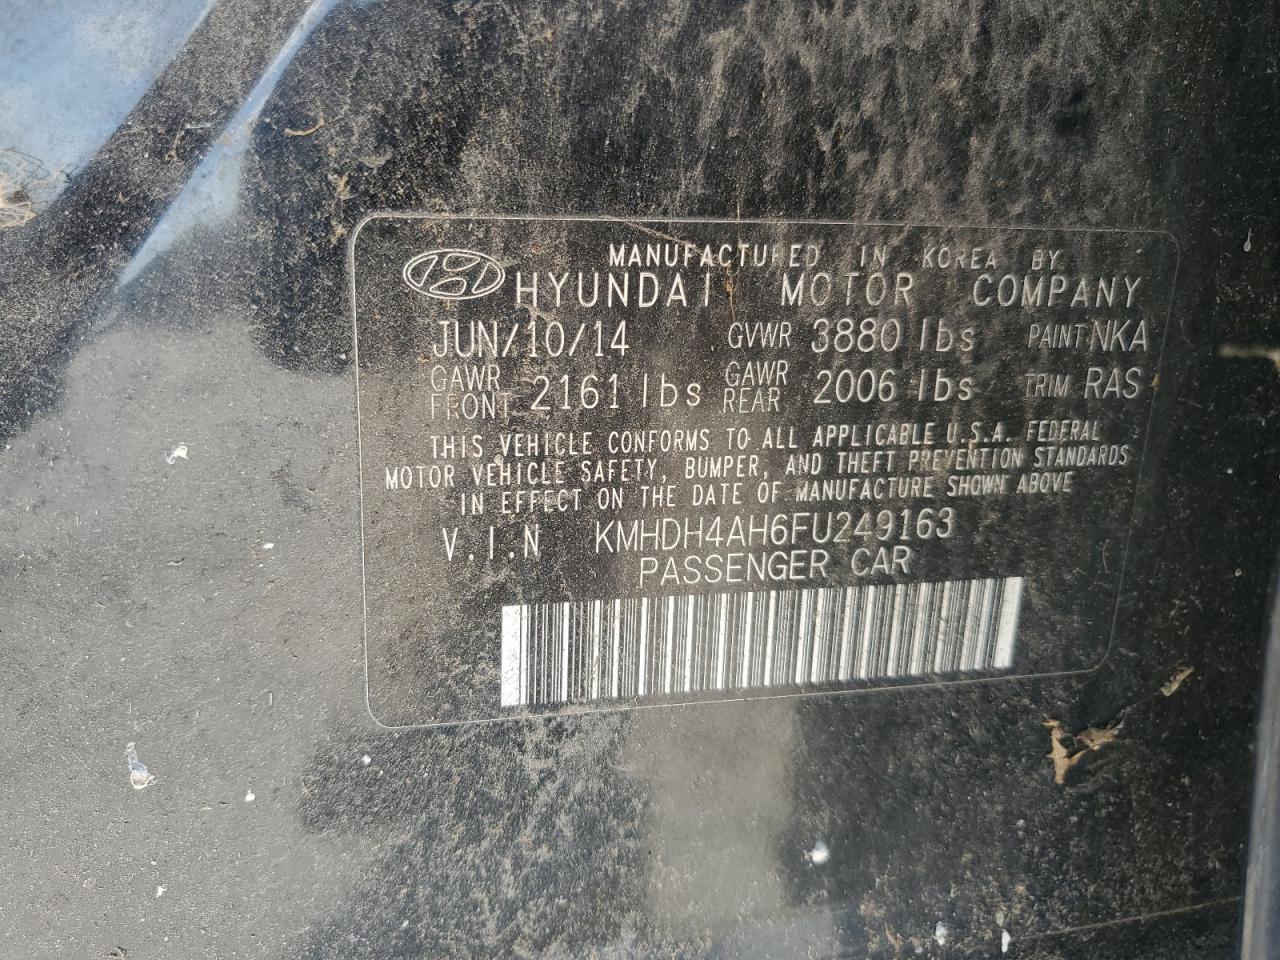 MANUFACTURED IN KOREA BY
HYUNDAI MOTOR COMPANY
JUN/10/14 GVWR 3880 lbs PAINT NKA
GAWR FRONT 2161 lbs GAWR REAR 2006 lbs TRIM RAS
THIS VEHICLE CONFORMS TO ALL APPLICABLE U.S.A. FEDERAL
MOTOR VEHICLE SAFETY, BUMPER, AND THEFT PREVENTION STANDARDS
IN EFFECT ON THE DATE OF MANUFACTURE SHOWN ABOVE
V.I.N KMHDH4AH6FU249163
PASSENGER CAR